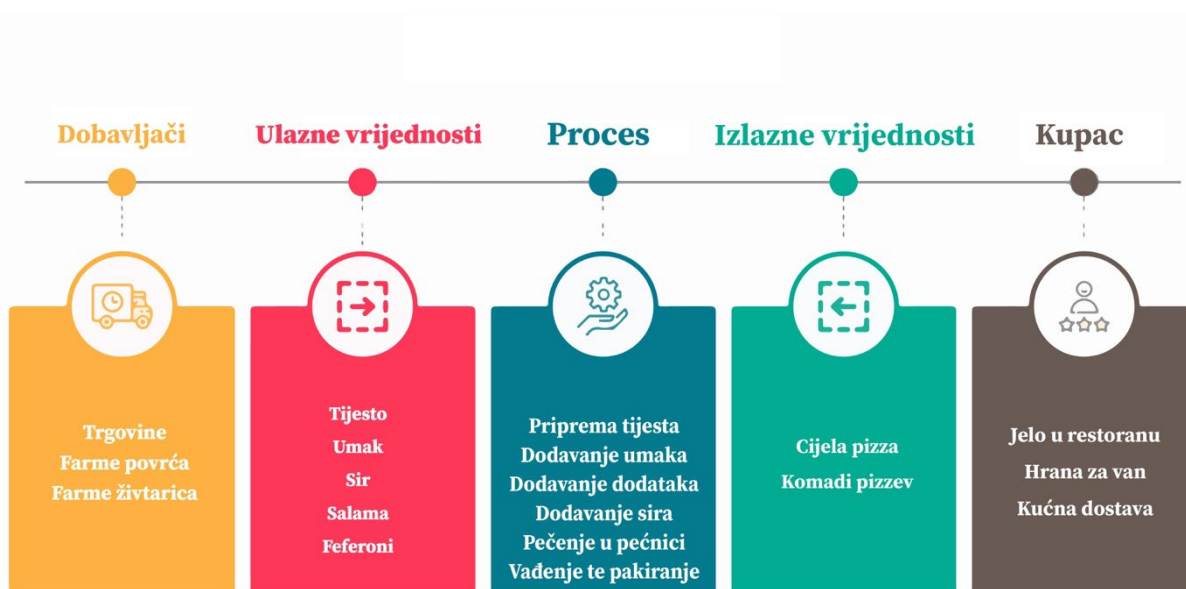 Dobavljači
Ulazne vrijednosti
Proces
Izlazne vrijednosti
Kupac
Trgovine
Farme povrća
Farme živtarica
Tijesto
Umak
Sir
Salama
Feferoni
Priprema tijesta
Dodavanje umaka
Dodavanje dodataka
Dodavanje sira
Pečenje u pećnici
Vađenje te pakiranje
Cijela pizza
Komadi pizzev
Jelo u restoranu
Hrana za van
Kućna dostava